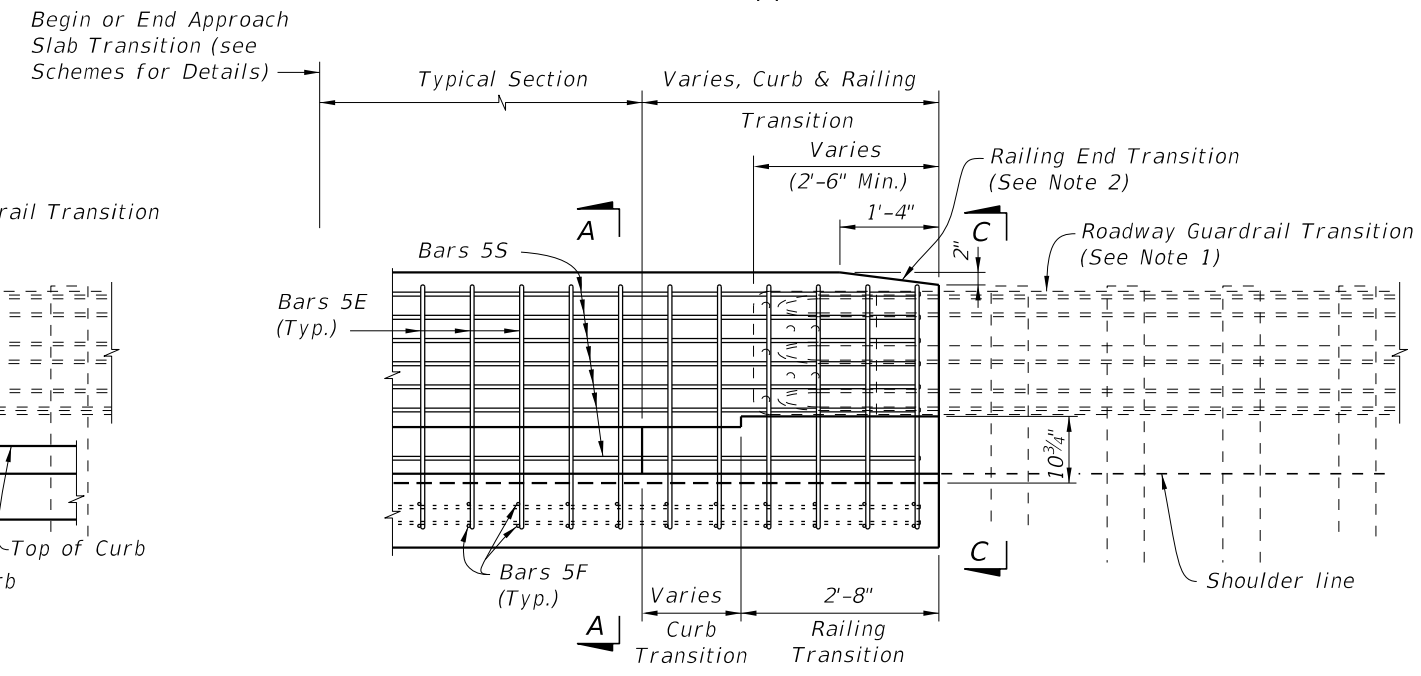 Begin or End Approach
Slab Transition (see
Schemes for Details)
Typical Section
Varies, Curb & Railing
Transition
Varies
(2'-6" Min.)
Railing End Transition
(See Note 2)
rail Transition
1'-4"
A
C
2"
Roadway Guardrail Transition
(See Note 1)
Bars 5S
Bars 5E
(Typ.)
10¾"
Top of Curb
rb
Bars 5F
(Typ.)
C
Shoulder line
Varies
2'-8"
A
Curb
Transition
Railing
Transition